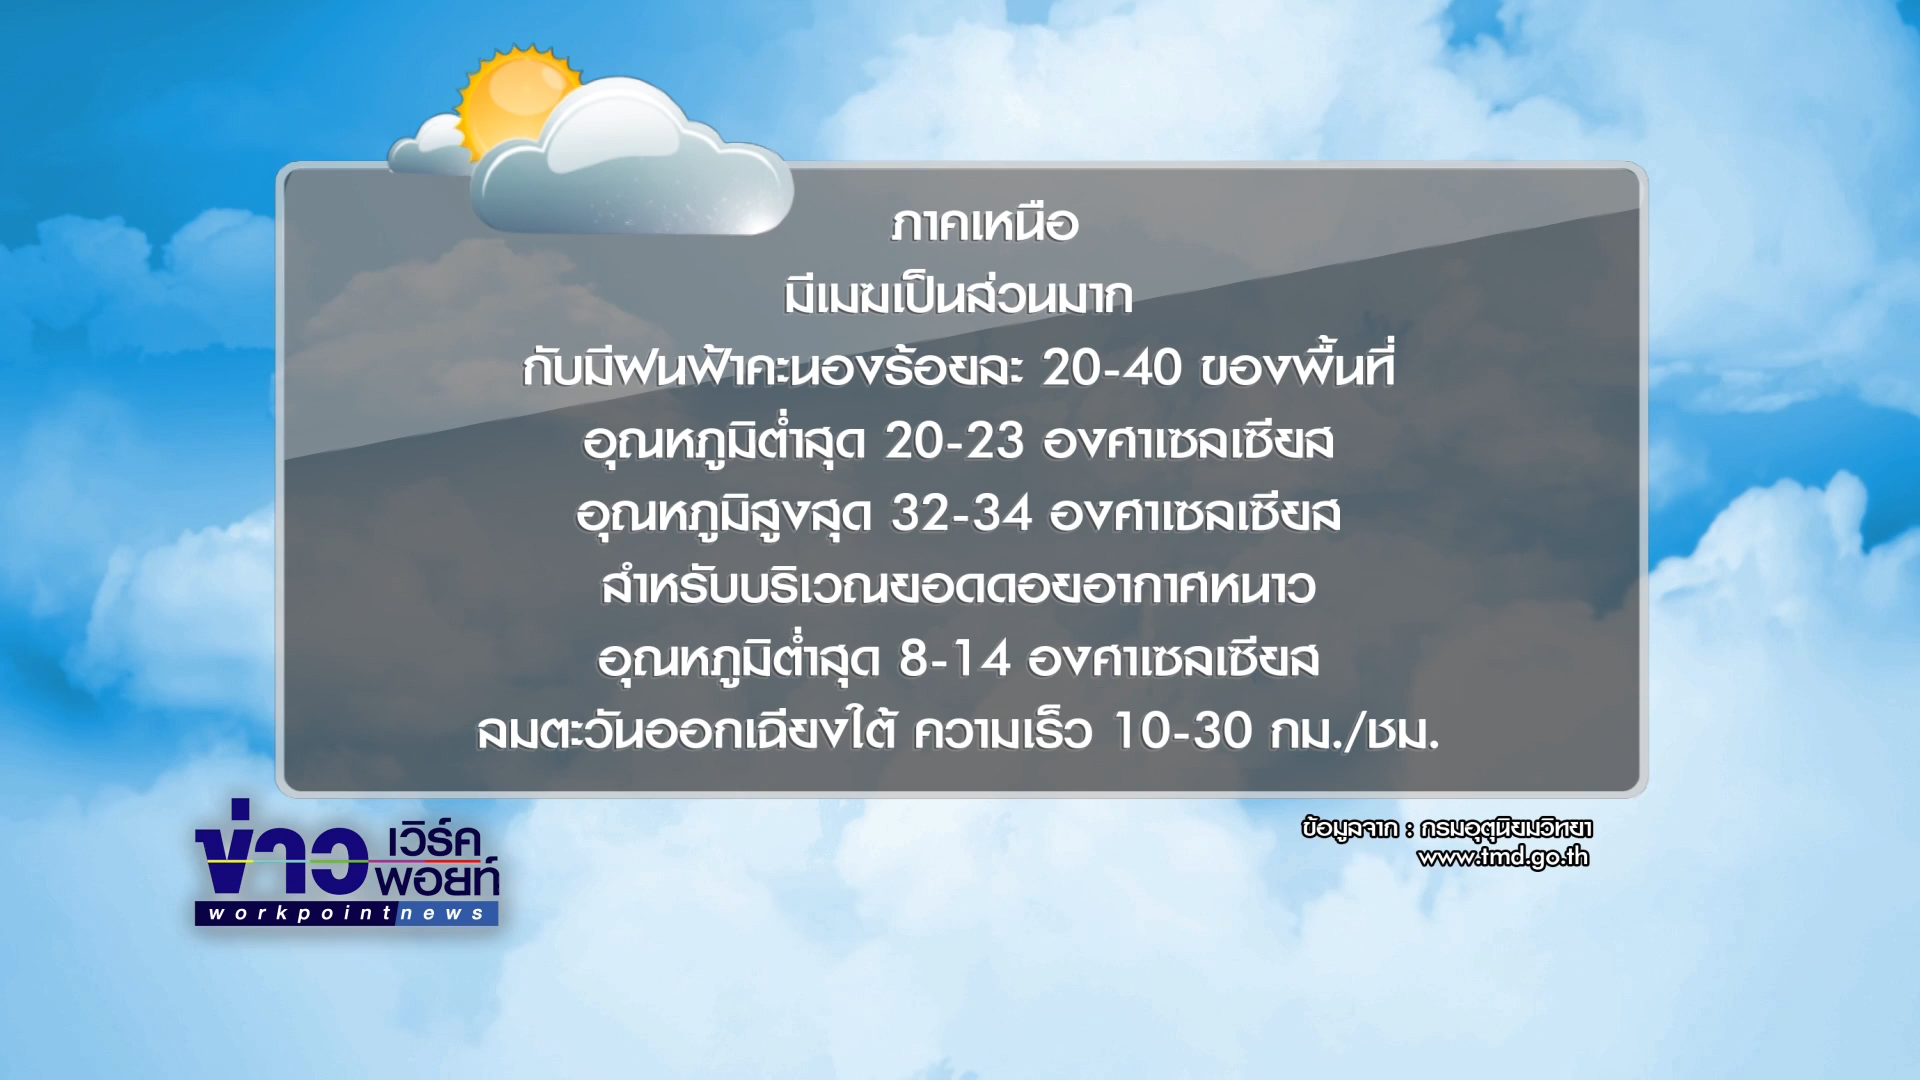 ภาคเหนือ
มีเมฆเป็นส่วนมาก
กับมีฝนฟ้าคะนองร้อยละ 20-40 ของพื้นที่
อุณหภูมิต่ำสุด 20-23 องศาเซลเซียส
อุณหภูมิสูงสุด 32-34 องศาเซลเซียส
สำหรับบริเวณยอดดอยอากาศหนาว
อุณหภูมิต่ำสุด 8-14 องศาเซลเซียส
ลมตะวันออกเฉียงใต้ ความเร็ว 10-30 กม./ชม.
ข้อมูลจาก : กรมอุตุนิยมวิทยา
www.tmd.go.th
ข่าวเวิร์คพอยท์
workpointnews